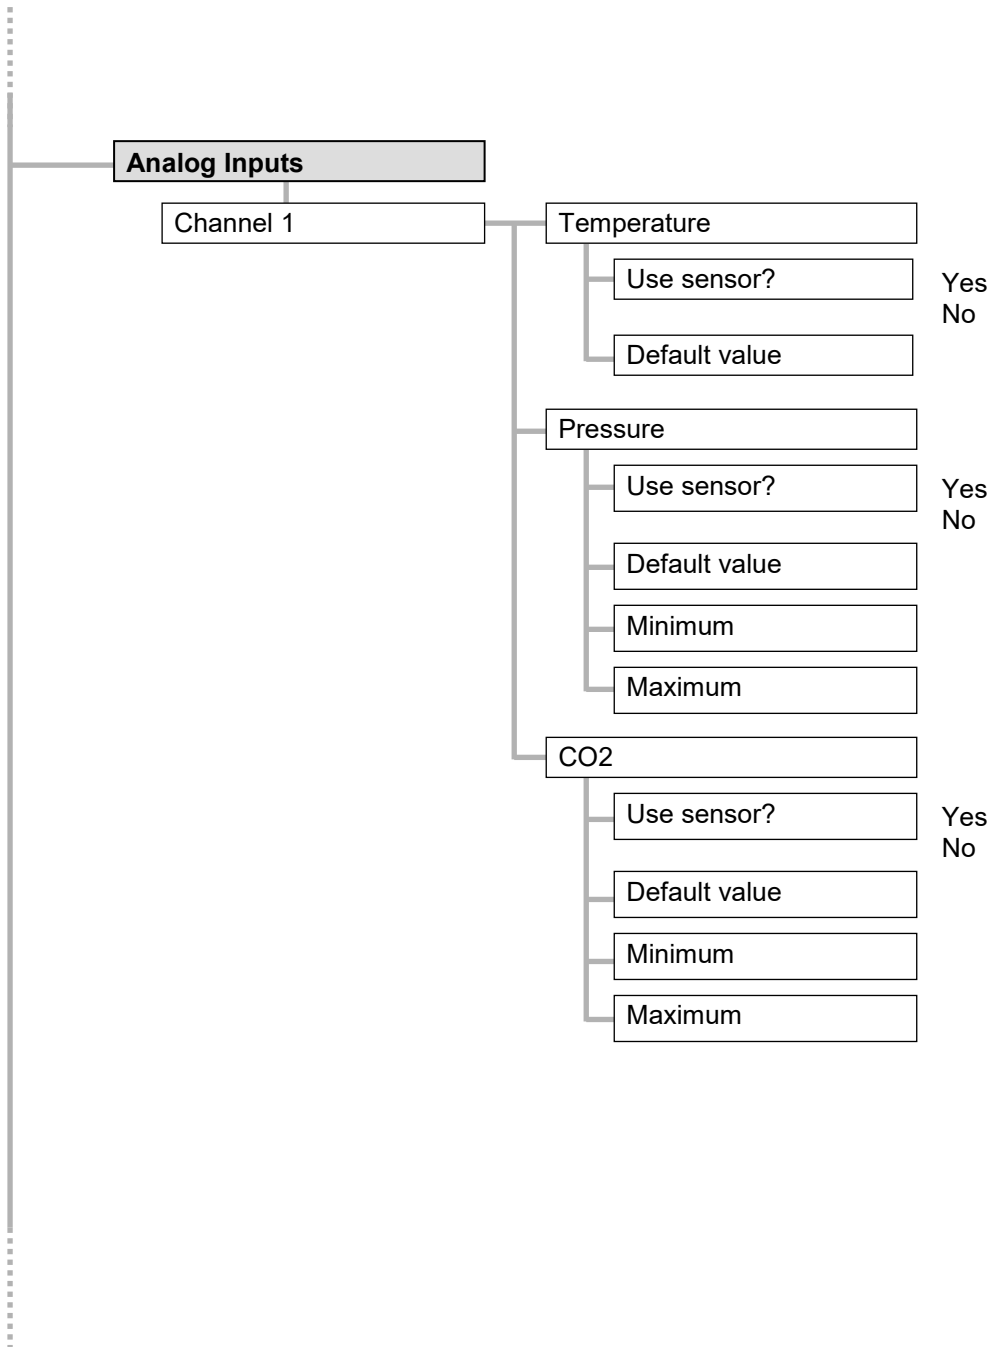 Analog Inputs
Channel 1
Temperature
Use sensor?
Yes
No
Default value
Pressure
Use sensor?
Yes
No
Default value
Minimum
Maximum
CO2
Use sensor?
Yes
No
Default value
Minimum
Maximum